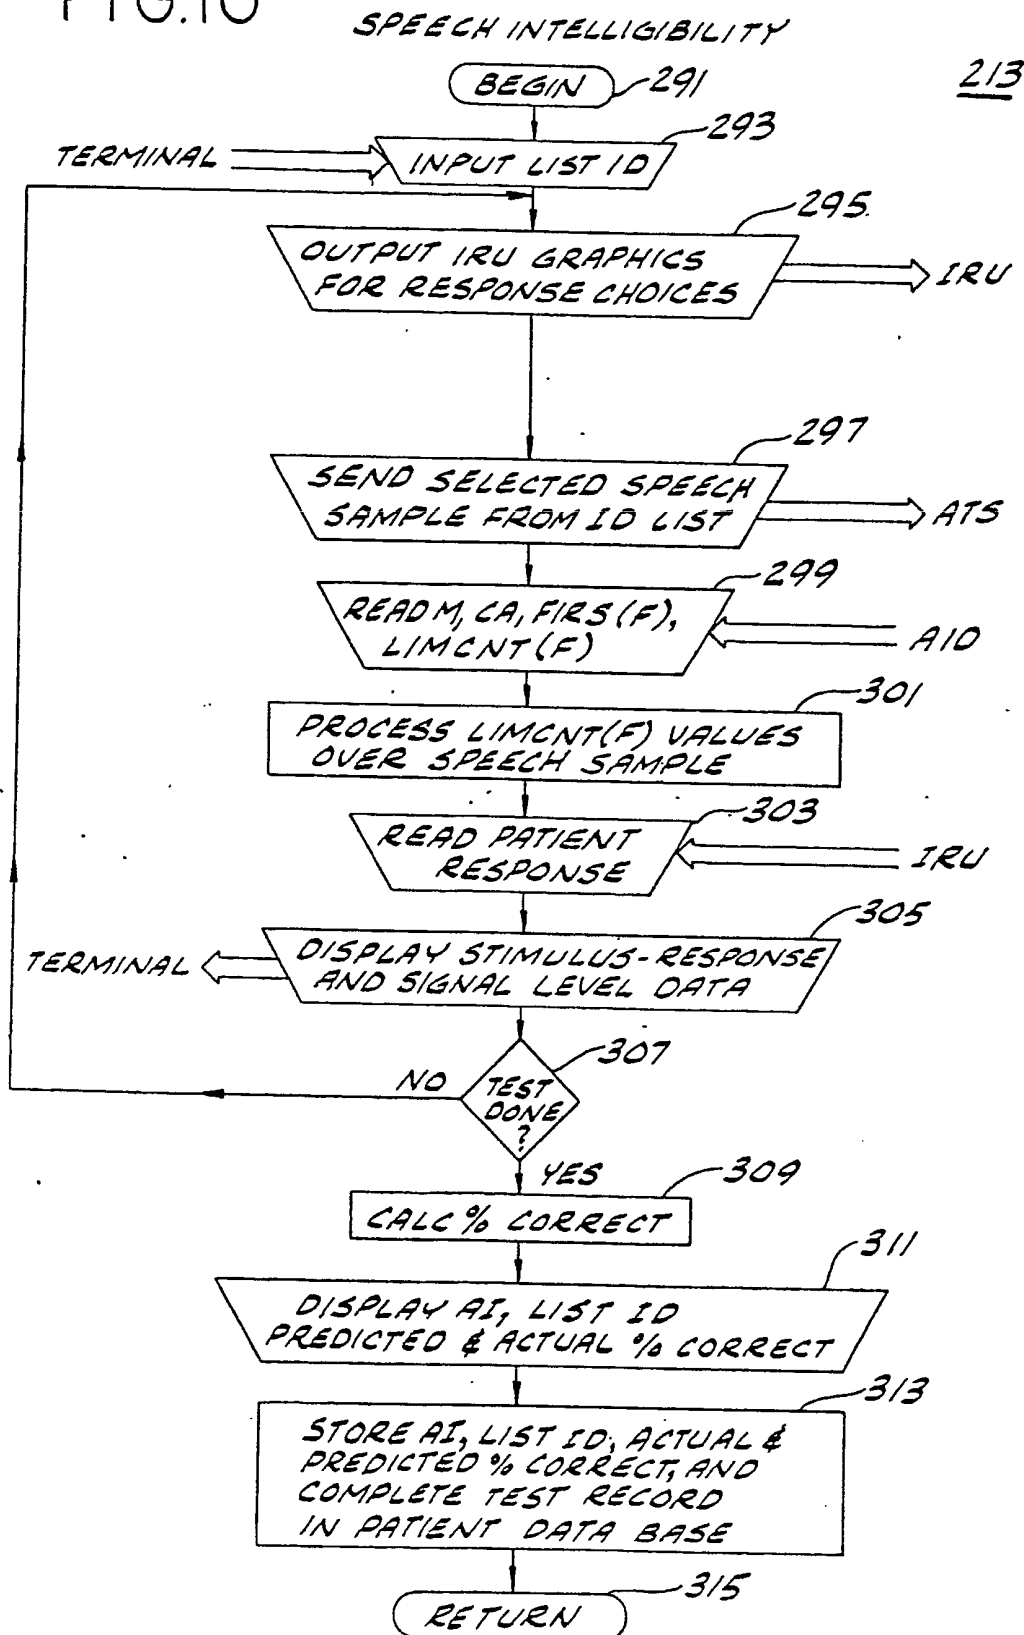 FIG.10
SPEECH INTELLIGIBILITY
213
BEGIN
291
293
TERMINAL
INPUT LIST ID
295
OUTPUT IRU GRAPHICS
FOR RESPONSE CHOICES
IRU
297
SEND SELECTED SPEECH
SAMPLE FROM ID LIST
ATS
299
READ M, CA, FIRS(F),
LIMCNT(F)
AID
301
PROCESS LIMCNT(F) VALUES
OVER SPEECH SAMPLE
303
READ PATIENT
RESPONSE
IRU
305
TERMINAL
DISPLAY STIMULUS-RESPONSE
AND SIGNAL LEVEL DATA
307
NO
TEST
DONE
?
YES
309
CALC % CORRECT
311
DISPLAY AI, LIST ID
PREDICTED & ACTUAL % CORRECT
313
STORE AI, LIST ID, ACTUAL &
PREDICTED % CORRECT, AND
COMPLETE TEST RECORD
IN PATIENT DATA BASE
315
RETURN